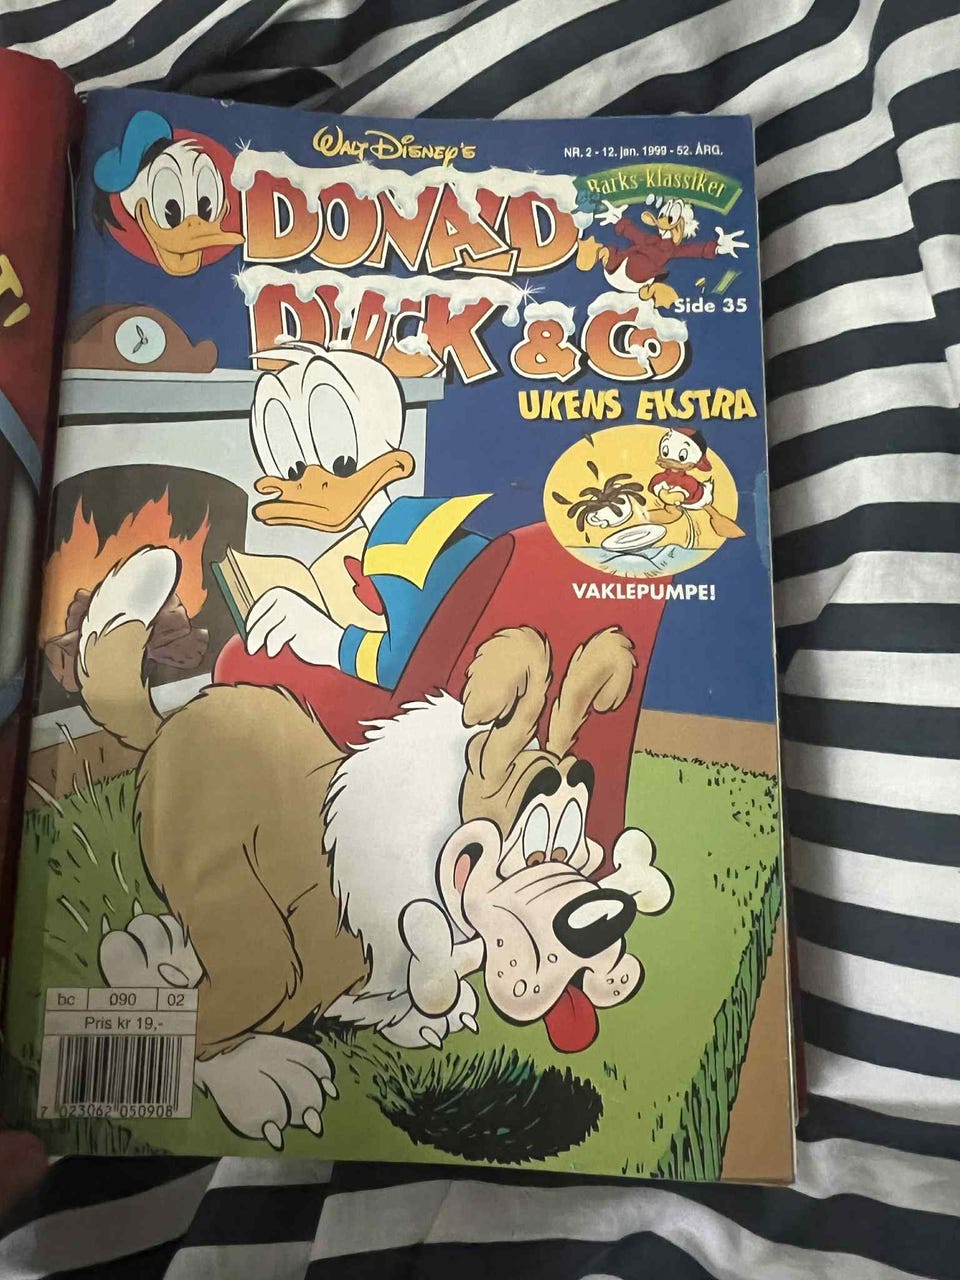 WALT DISNEY'S
NR. 2 - 12. jan. 1999 - 52. ÅRG.
DONALD
DUCK & Co
Barks-klassiker
Side 35
UKENS EKSTRA
VAKLEPUMPE!
bc 090 02
Pris kr 19,-
7 023062 050908